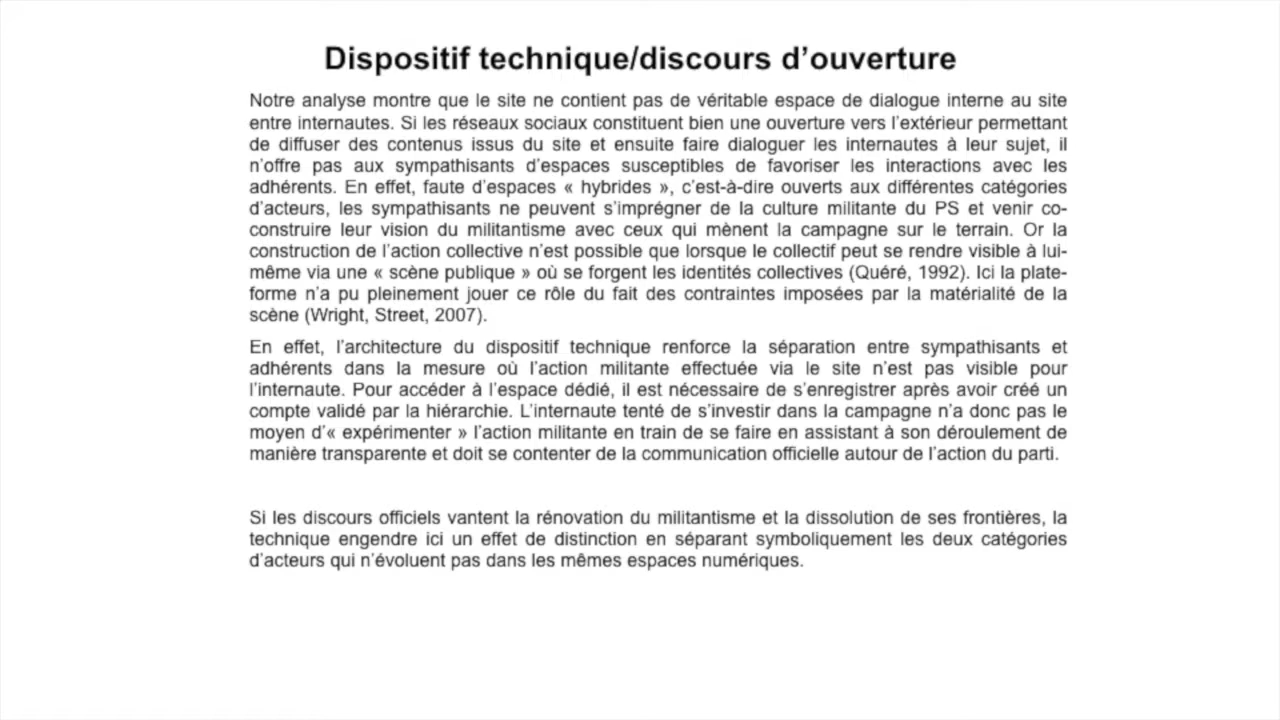 Dispositif technique/discours d’ouverture
Notre analyse montre que le site ne contient pas de véritable espace de dialogue interne au site
entre internautes. Si les réseaux sociaux constituent bien une ouverture vers l’extérieur permettant
de diffuser des contenus issus du site et ensuite faire dialoguer les internautes à leur sujet, il
n’offre pas aux sympathisants d’espaces susceptibles de favoriser les interactions avec les
adhérents. En effet, faute d’espaces « hybrides », c’est-à-dire ouverts aux différentes catégories
d’acteurs, les sympathisants ne peuvent s’imprégner de la culture militante du PS et venir co-
construire leur vision du militantisme avec ceux qui mènent la campagne sur le terrain. Or la
construction de l’action collective n’est possible que lorsque le collectif peut se rendre visible à lui-
même via une « scène publique » où se forgent les identités collectives (Quéré, 1992). Ici la plate-
forme n’a pu pleinement jouer ce rôle du fait des contraintes imposées par la matérialité de la
scène (Wright, Street, 2007).
En effet, l’architecture du dispositif technique renforce la séparation entre sympathisants et
adhérents dans la mesure où l’action militante effectuée via le site n’est pas visible pour
l’internaute. Pour accéder à l’espace dédié, il est nécessaire de s’enregistrer après avoir créé un
compte validé par la hiérarchie. L’internaute tenté de s’investir dans la campagne n’a donc pas le
moyen d’« expérimenter » l’action militante en train de se faire en assistant à son déroulement de
manière transparente et doit se contenter de la communication officielle autour de l’action du parti.
Si les discours officiels vantent la rénovation du militantisme et la dissolution de ses frontières, la
technique engendre ici un effet de distinction en séparant symboliquement les deux catégories
d’acteurs qui n’évoluent pas dans les mêmes espaces numériques.